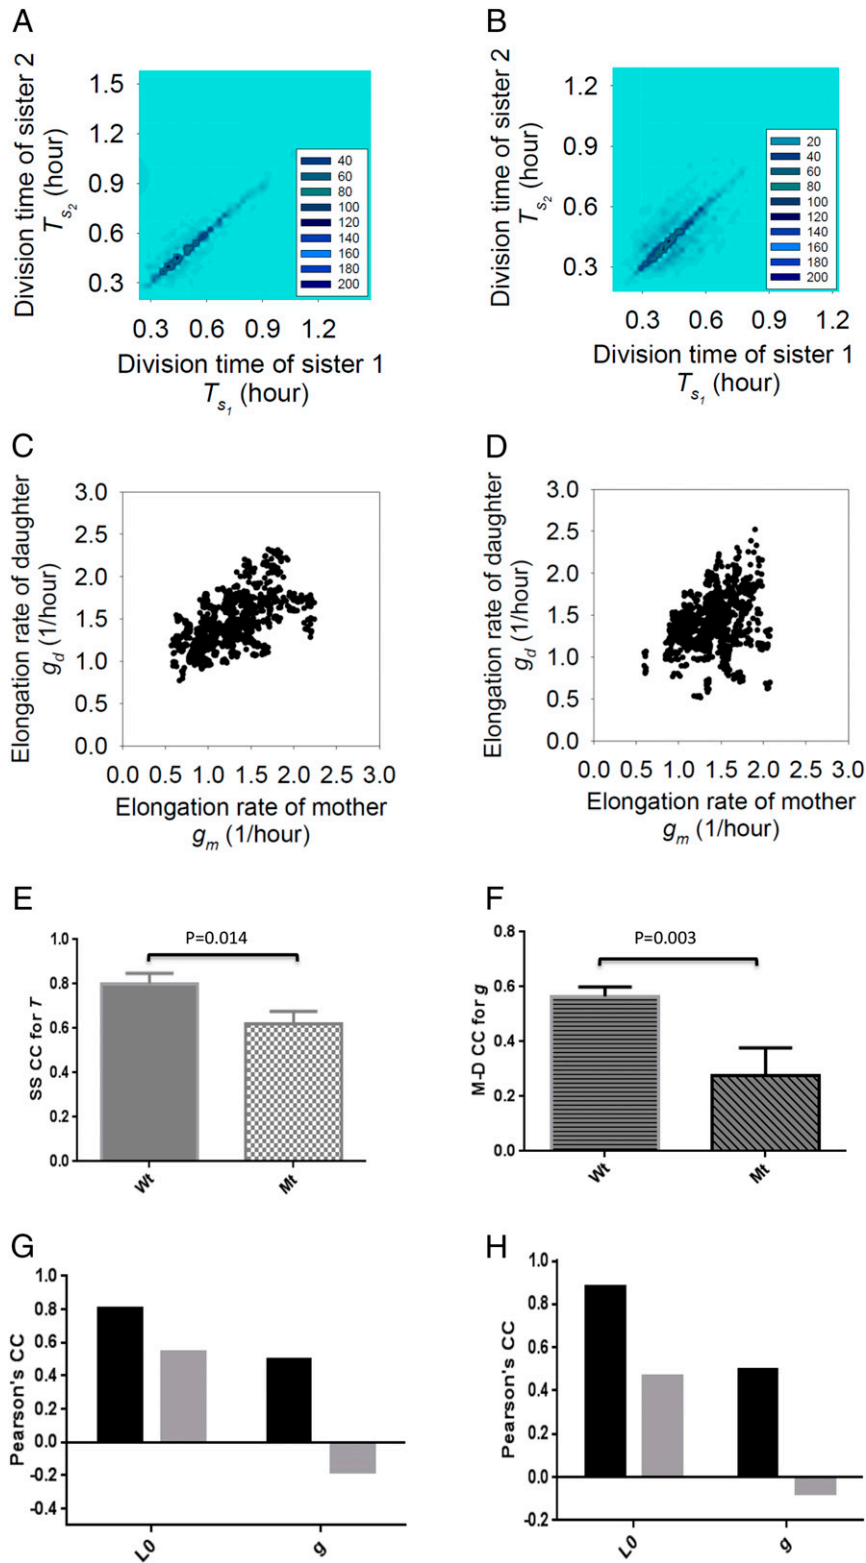 A
Division time of sister 2
T_s2 (hour)
1.5
1.2
0.9
0.6
0.3
40
60
80
100
120
140
160
180
200
0.3 0.6 0.9 1.2
Division time of sister 1
T_s1 (hour)
B
Division time of sister 2
T_s2 (hour)
1.2
0.9
0.6
0.3
20
40
60
80
100
120
140
160
180
200
0.3 0.6 0.9 1.2
Division time of sister 1
T_s1 (hour)
C
Elongation rate of daughter
g_d (1/hour)
3.0
2.5
2.0
1.5
1.0
0.5
0.0
0.0 0.5 1.0 1.5 2.0 2.5 3.0
Elongation rate of mother
g_m (1/hour)
D
Elongation rate of daughter
g_d (1/hour)
3.0
2.5
2.0
1.5
1.0
0.5
0.0
0.0 0.5 1.0 1.5 2.0 2.5 3.0
Elongation rate of mother
g_m (1/hour)
E
SS CC for T
1.0
0.8
0.6
0.4
0.2
0.0
P=0.014
Wt
Mt
F
M-D CC for g
0.8
0.6
0.4
0.2
0.0
P=0.003
Wt
Mt
G
Pearson's CC
1.0
0.8
0.6
0.4
0.2
0.0
-0.2
-0.4
L0
g
H
Pearson's CC
1.0
0.8
0.6
0.4
0.2
0.0
-0.2
L0
g